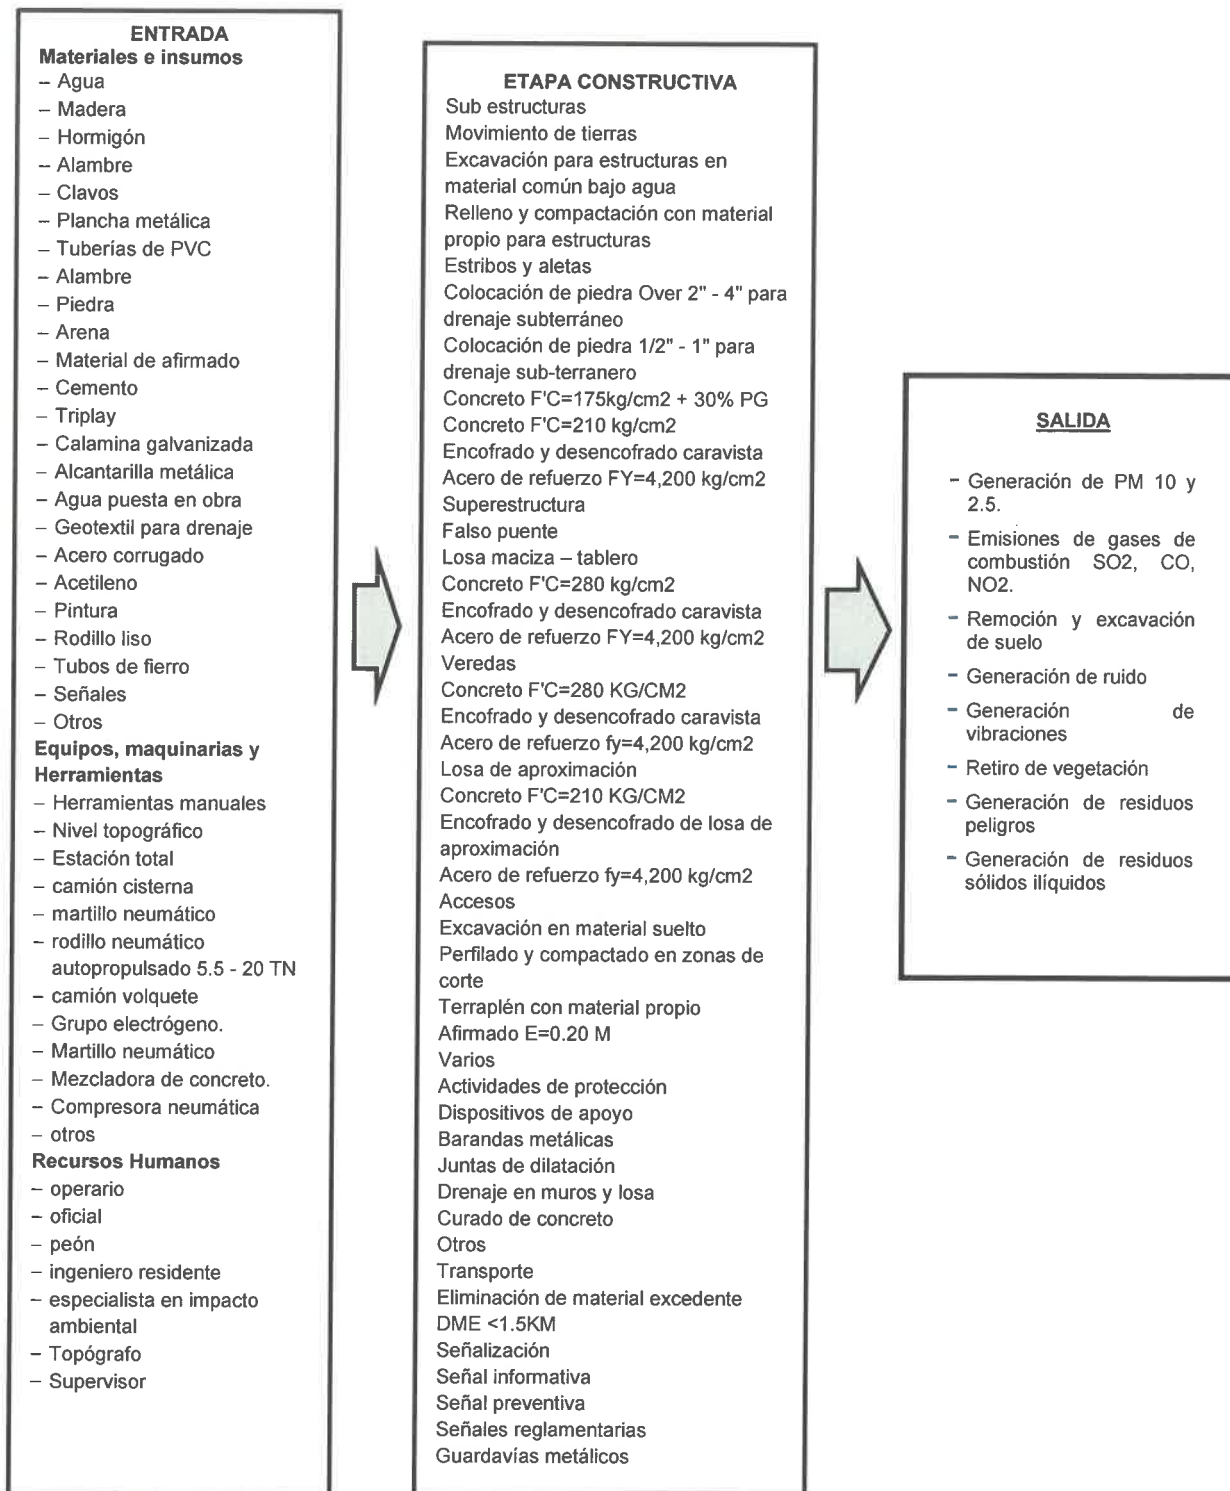 ENTRADA
Materiales e insumos
– Agua
– Madera
– Hormigón
– Alambre
– Clavos
– Plancha metálica
– Tuberías de PVC
– Alambre
– Piedra
– Arena
– Material de afirmado
– Cemento
– Triplay
– Calamina galvanizada
– Alcantarilla metálica
– Agua puesta en obra
– Geotextil para drenaje
– Acero corrugado
– Acetileno
– Pintura
– Rodillo liso
– Tubos de fierro
– Señales
– Otros
Equipos, maquinarias y
Herramientas
– Herramientas manuales
– Nivel topográfico
– Estación total
– camión cisterna
– martillo neumático
– rodillo neumático
autopropulsado 5.5 - 20 TN
– camión volquete
– Grupo electrógeno.
– Martillo neumático
– Mezcladora de concreto.
– Compresora neumática
– otros
Recursos Humanos
– operario
– oficial
– peón
– ingeniero residente
– especialista en impacto
ambiental
– Topógrafo
– Supervisor
ETAPA CONSTRUCTIVA
Sub estructuras
Movimiento de tierras
Excavación para estructuras en
material común bajo agua
Relleno y compactación con material
propio para estructuras
Estribos y aletas
Colocación de piedra Over 2" - 4" para
drenaje subterráneo
Colocación de piedra 1/2" - 1" para
drenaje sub-terranero
Concreto F'C=175kg/cm2 + 30% PG
Concreto F'C=210 kg/cm2
Encofrado y desencofrado caravista
Acero de refuerzo FY=4,200 kg/cm2
Superestructura
Falso puente
Losa maciza – tablero
Concreto F'C=280 kg/cm2
Encofrado y desencofrado caravista
Acero de refuerzo FY=4,200 kg/cm2
Veredas
Concreto F'C=280 KG/CM2
Encofrado y desencofrado caravista
Acero de refuerzo fy=4,200 kg/cm2
Losa de aproximación
Concreto F'C=210 KG/CM2
Encofrado y desencofrado de losa de
aproximación
Acero de refuerzo fy=4,200 kg/cm2
Accesos
Excavación en material suelto
Perfilado y compactado en zonas de
corte
Terraplén con material propio
Afirmado E=0.20 M
Varios
Actividades de protección
Dispositivos de apoyo
Barandas metálicas
Juntas de dilatación
Drenaje en muros y losa
Curado de concreto
Otros
Transporte
Eliminación de material excedente
DME <1.5KM
Señalización
Señal informativa
Señal preventiva
Señales reglamentarias
Guardavías metálicos
SALIDA
- Generación de PM 10 y
2.5.
- Emisiones de gases de
combustión SO2, CO,
NO2.
- Remoción y excavación
de suelo
- Generación de ruido
- Generación de
vibraciones
- Retiro de vegetación
- Generación de residuos
peligros
- Generación de residuos
sólidos ilíquidos